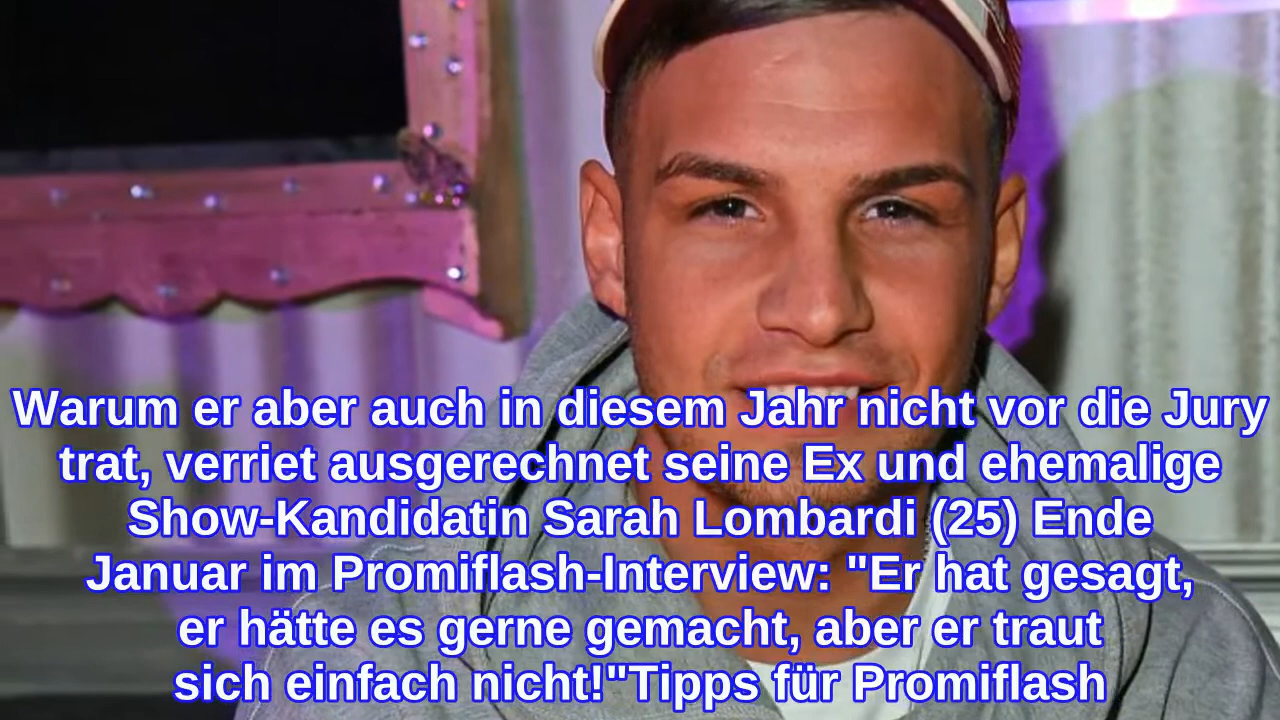 Warum er aber auch in diesem Jahr nicht vor die Jury
trat, verriet ausgerechnet seine Ex und ehemalige
Show-Kandidatin Sarah Lombardi (25) Ende
Januar im Promiflash-Interview: "Er hat gesagt,
er hätte es gerne gemacht, aber er traut
sich einfach nicht!"Tipps für Promiflash